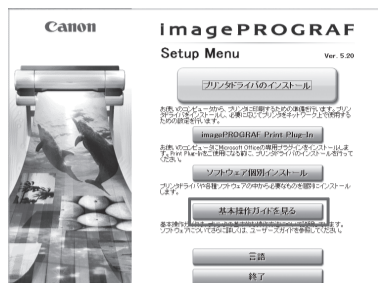 Canon
imagePROGRAF
Setup Menu
Ver. 5.20
プリンタドライバのインストール
お使いのコンピュータから、プリンタに印刷するための準備を行います。プリン
タドライバをインストールし、必要に応じてプリンタをネットワーク上で使用する
ための設定を行います。
imagePROGRAF Print Plug-In
お使いのコンピュータにMicrosoft Officeの専用プラグインをインストールしま
す。Print Plug-Inをご使用になる前に、プリンタドライバのインストールを行って
ください。
ソフトウェア個別インストール
プリンタドライバや各種ソフトウェアの中から必要なものを個別にインストール
します。
基本操作ガイドを見る
基本操作
ソフトウェアについてさらに詳しくは、ユーザーズガイドを参照してください。
言語
終了